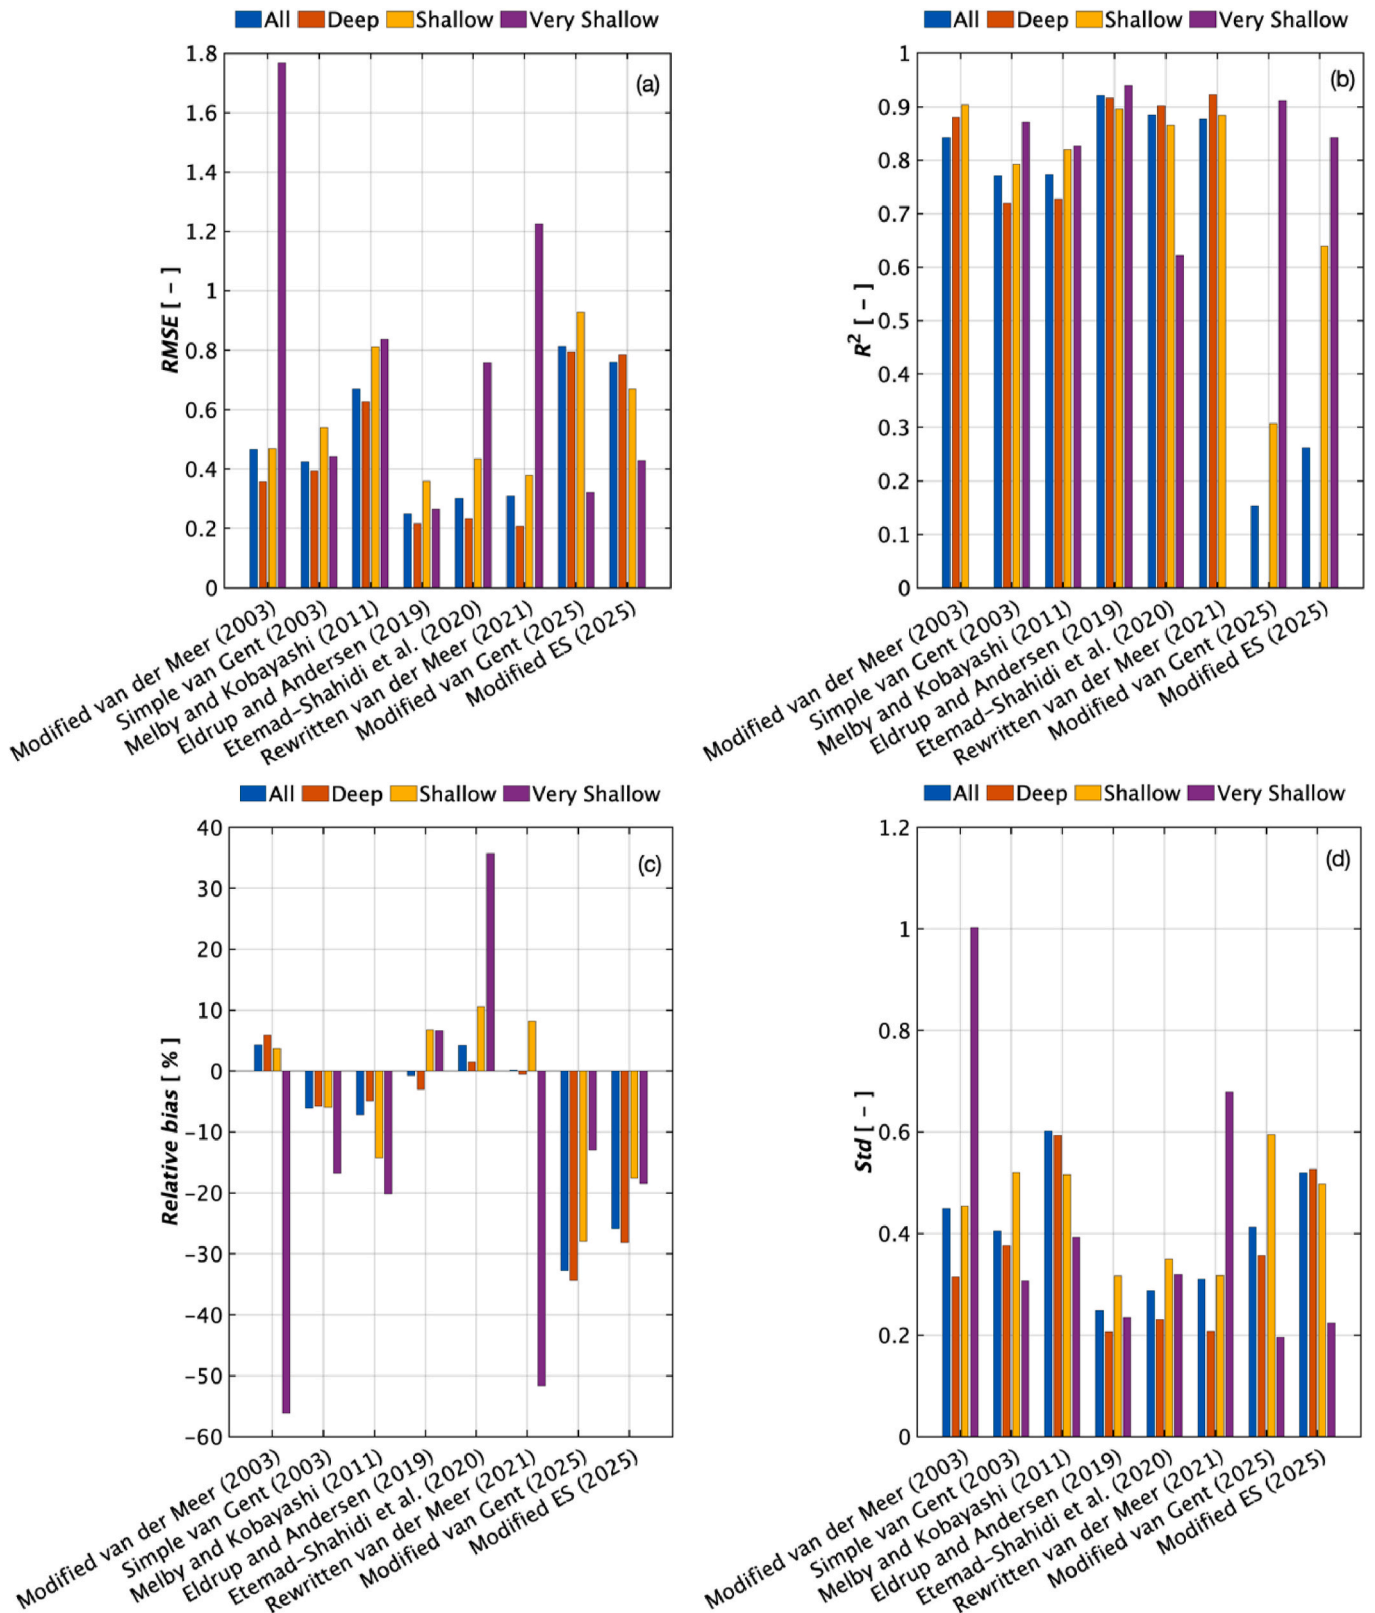 All Deep Shallow Very Shallow
(a)
RMSE [ - ]
1.8
1.6
1.4
1.2
1
0.8
0.6
0.4
0.2
0
Modified van der Meer (2003)
Simple van Gent (2003)
Melby and Kobayashi (2011)
Eldrup and Andersen (2019)
Etemad-Shahidi et al. (2020)
Rewritten van der Meer (2021)
Modified van Gent (2025)
Modified ES (2025)
All Deep Shallow Very Shallow
(b)
R² [ - ]
1
0.9
0.8
0.7
0.6
0.5
0.4
0.3
0.2
0.1
0
Modified van der Meer (2003)
Simple van Gent (2003)
Melby and Kobayashi (2011)
Eldrup and Andersen (2019)
Etemad-Shahidi et al. (2020)
Rewritten van der Meer (2021)
Modified van Gent (2025)
Modified ES (2025)
All Deep Shallow Very Shallow
(c)
Relative bias [ % ]
40
30
20
10
0
-10
-20
-30
-40
-50
-60
Modified van der Meer (2003)
Simple van Gent (2003)
Melby and Kobayashi (2011)
Eldrup and Andersen (2019)
Etemad-Shahidi et al. (2020)
Rewritten van der Meer (2021)
Modified van Gent (2025)
Modified ES (2025)
All Deep Shallow Very Shallow
(d)
Std [ - ]
1.2
1
0.8
0.6
0.4
0.2
0
Modified van der Meer (2003)
Simple van Gent (2003)
Melby and Kobayashi (2011)
Eldrup and Andersen (2019)
Etemad-Shahidi et al. (2020)
Rewritten van der Meer (2021)
Modified van Gent (2025)
Modified ES (2025)